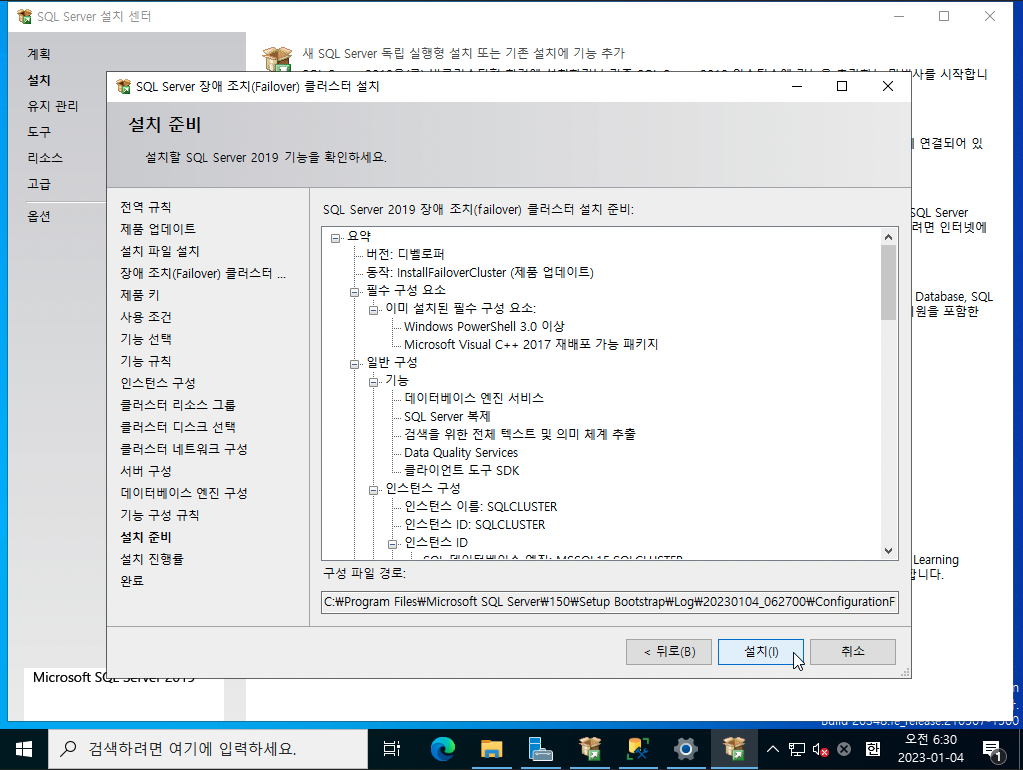 SQL Server 설치 센터
계획
설치
유지 관리
도구
리소스
고급
옵션
새 SQL Server 독립 실행형 설치 또는 기존 설치에 기능 추가
사를 시작합니
연결되어 있
SQL Server
려면 인터넷에
Database, SQL
원을 포함한
Learning
합니다.
Microsoft SQL Server 2019
SQL Server 장애 조치(Failover) 클러스터 설치
설치 준비
설치할 SQL Server 2019 기능을 확인하세요.
전역 규칙
제품 업데이트
설치 파일 설치
장애 조치(Failover) 클러스터 ...
제품 키
사용 조건
기능 선택
기능 규칙
인스턴스 구성
클러스터 리소스 그룹
클러스터 디스크 선택
클러스터 네트워크 구성
서버 구성
데이터베이스 엔진 구성
기능 구성 규칙
설치 준비
설치 진행률
완료
SQL Server 2019 장애 조치(failover) 클러스터 설치 준비:
요약
버전: 디벨로퍼
동작: InstallFailoverCluster (제품 업데이트)
필수 구성 요소
이미 설치된 필수 구성 요소:
Windows PowerShell 3.0 이상
Microsoft Visual C++ 2017 재배포 가능 패키지
일반 구성
기능
데이터베이스 엔진 서비스
SQL Server 복제
검색을 위한 전체 텍스트 및 의미 체계 추출
Data Quality Services
클라이언트 도구 SDK
인스턴스 구성
인스턴스 이름: SQLCLUSTER
인스턴스 ID: SQLCLUSTER
인스턴스 ID
SQL 데이터베이스 엔진: MSSQL15.SQLCLUSTER
구성 파일 경로:
C:₩Program Files₩Microsoft SQL Server₩150₩Setup Bootstrap₩Log₩20230104_062700₩ConfigurationF
< 뒤로(B)
설치(I)
취소
검색하려면 여기에 입력하세요.
한
오전 6:30
2023-01-04
1